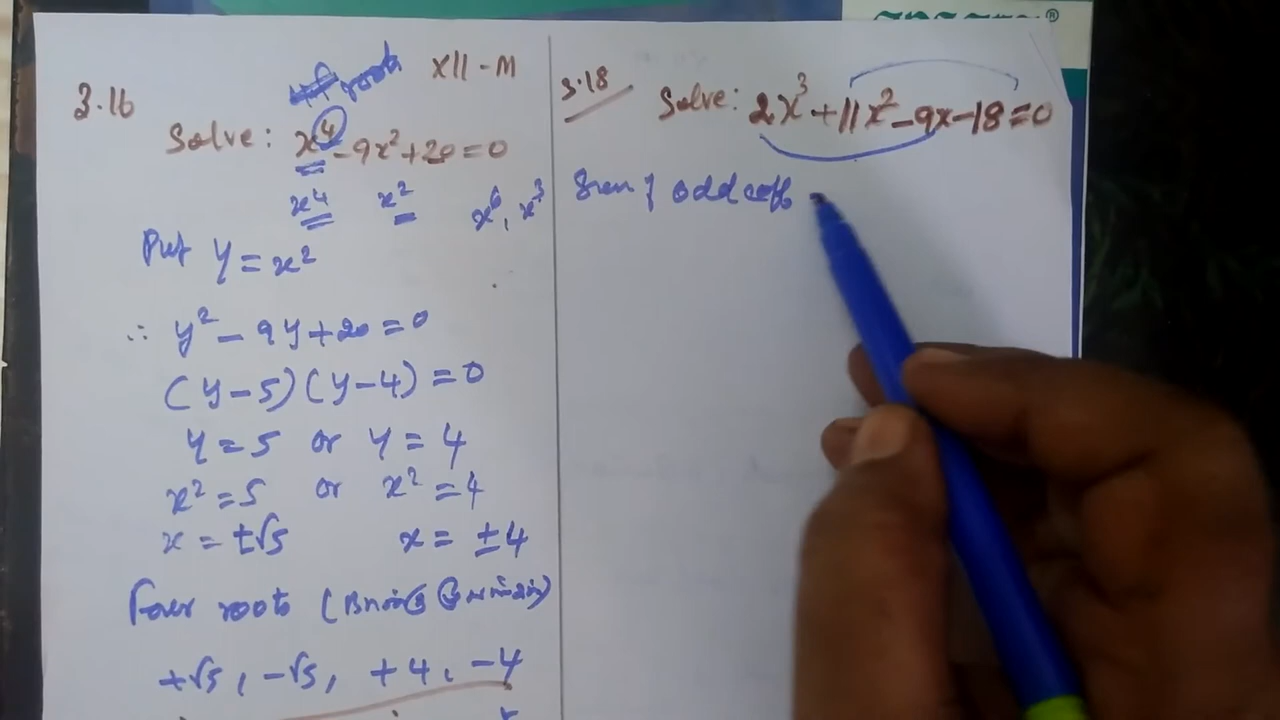 XII - M
3.16
Solve: x⁴ - 9x² + 20 = 0
x⁴ x² x⁶, x³
Put y = x²
∴ y² - 9y + 20 = 0
(y - 5)(y - 4) = 0
y = 5 or y = 4
x² = 5 or x² = 4
x = ±√5 x = ±4
Four roots
+√5, -√5, +4, -4
3.18
Solve: 2x³ + 11x² - 9x - 18 = 0
Sum of odd coeff